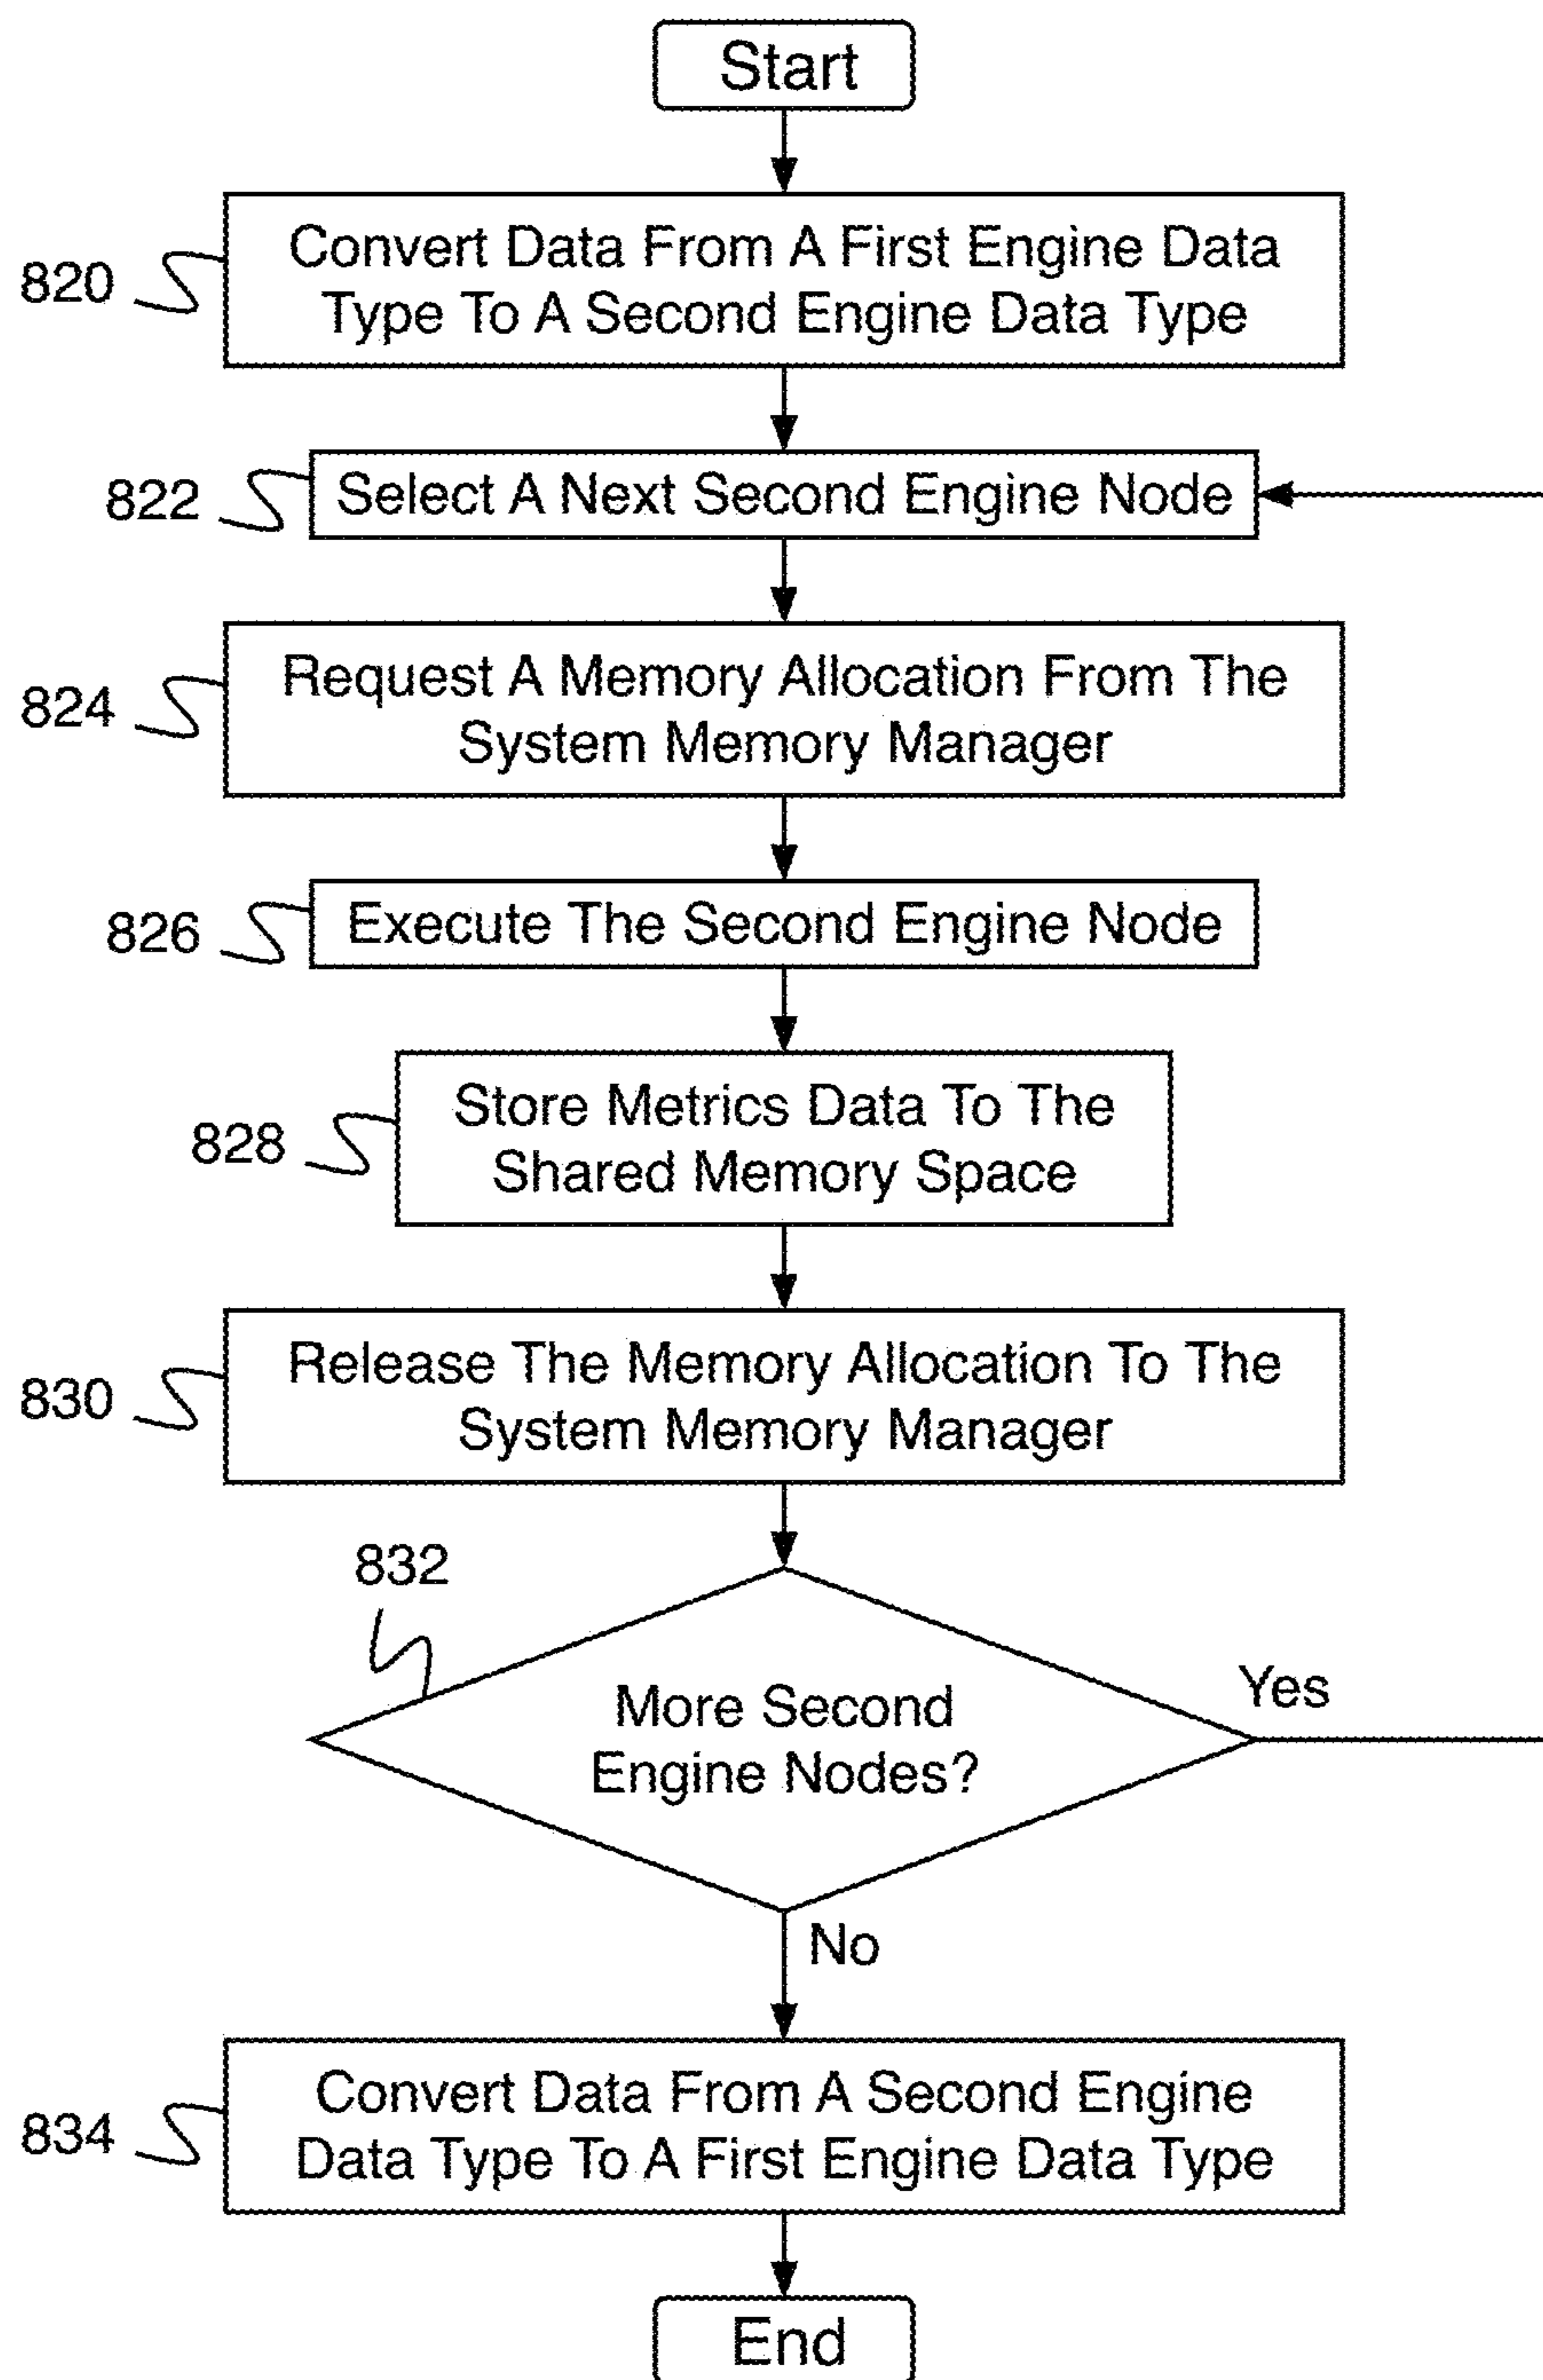 Start
820
Convert Data From A First Engine Data
Type To A Second Engine Data Type
822
Select A Next Second Engine Node
824
Request A Memory Allocation From The
System Memory Manager
826
Execute The Second Engine Node
828
Store Metrics Data To The
Shared Memory Space
830
Release The Memory Allocation To The
System Memory Manager
832
More Second
Engine Nodes?
Yes
No
834
Convert Data From A Second Engine
Data Type To A First Engine Data Type
End